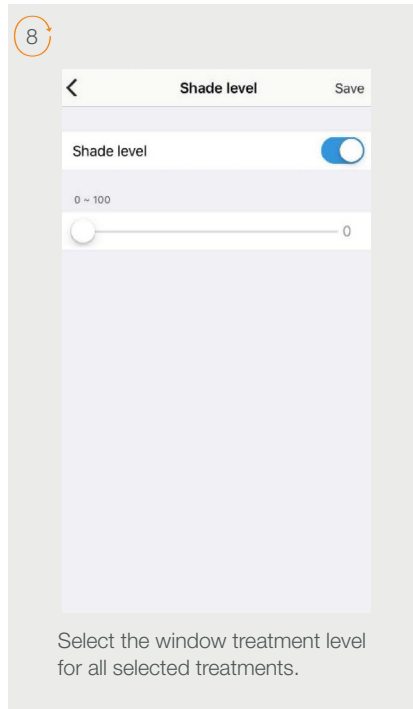 8
Shade level Save
Shade level
0 ~ 100
0
Select the window treatment level
for all selected treatments.